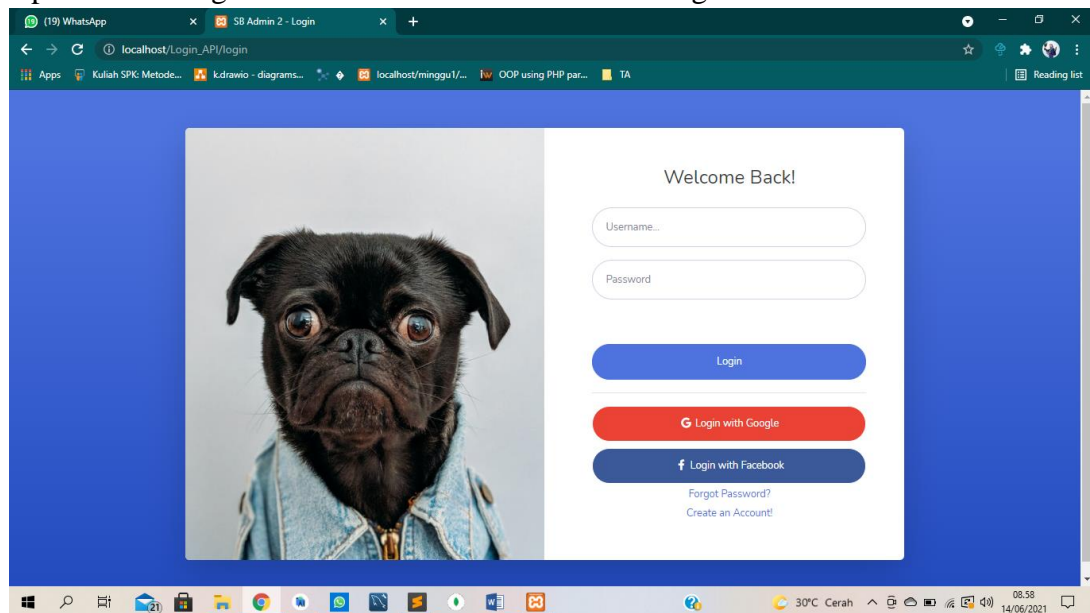 (19) WhatsApp
SB Admin 2 - Login
localhost/Login_API/login
Apps
Kuliah SPK: Metode...
k.drawio - diagrams...
localhost/minggu1/...
OOP using PHP par...
TA
Reading list
Welcome Back!
Username...
Password
Login
G Login with Google
f Login with Facebook
Forgot Password?
Create an Account!
21
30°C Cerah
08.58
14/06/2021